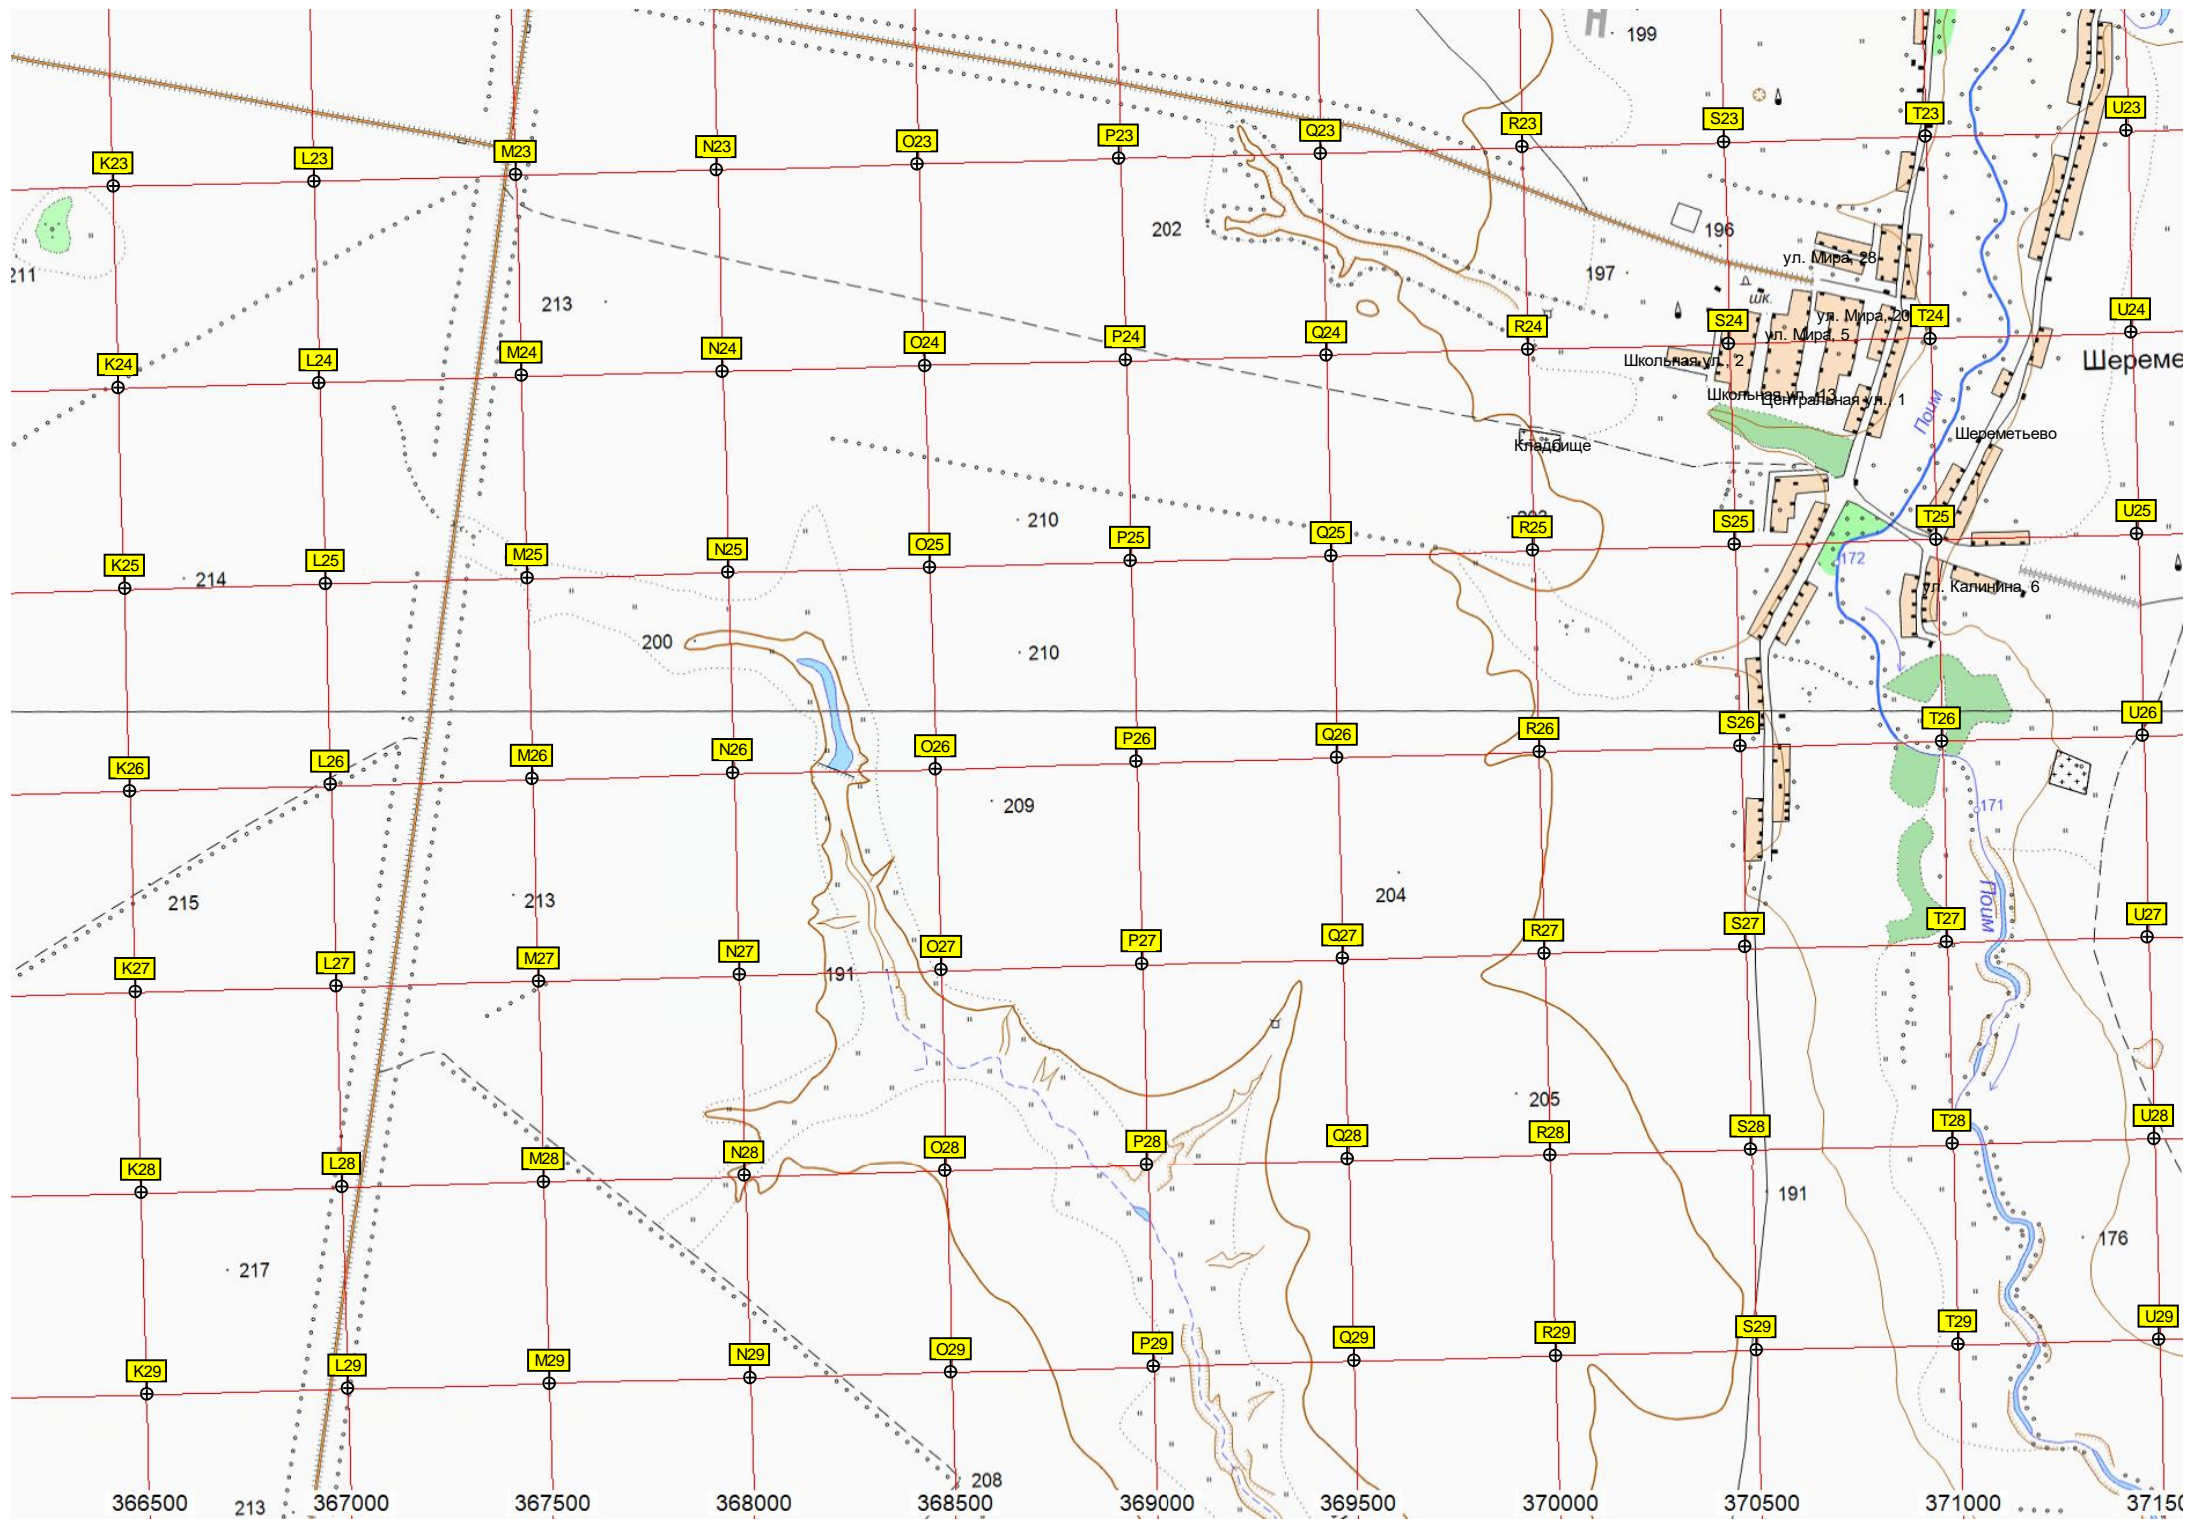 Н
199
K23 L23 M23 N23 O23 P23 Q23 R23 S23 T23 U23
202
196
197
211
213
ул. Мира, 28
шк.
ул. Мира, 20
ул. Мира, 5
K24 L24 M24 N24 O24 P24 Q24 R24 S24 T24 U24
Школьная ул., 2
Шереме
Школьная ул., 13
Центральная ул., 1
Поим
Шереметьево
Кладбище
210
K25 L25 M25 N25 O25 P25 Q25 R25 S25 T25 U25
172
214
ул. Калинина, 6
200
210
K26 L26 M26 N26 O26 P26 Q26 R26 S26 T26 U26
209
171
204
215
213
Поим
K27 L27 M27 N27 O27 P27 Q27 R27 S27 T27 U27
191
205
K28 L28 M28 N28 O28 P28 Q28 R28 S28 T28 U28
191
176
217
K29 L29 M29 N29 O29 P29 Q29 R29 S29 T29 U29
208
366500 367000 367500 368000 368500 369000 369500 370000 370500 371000 37150
213